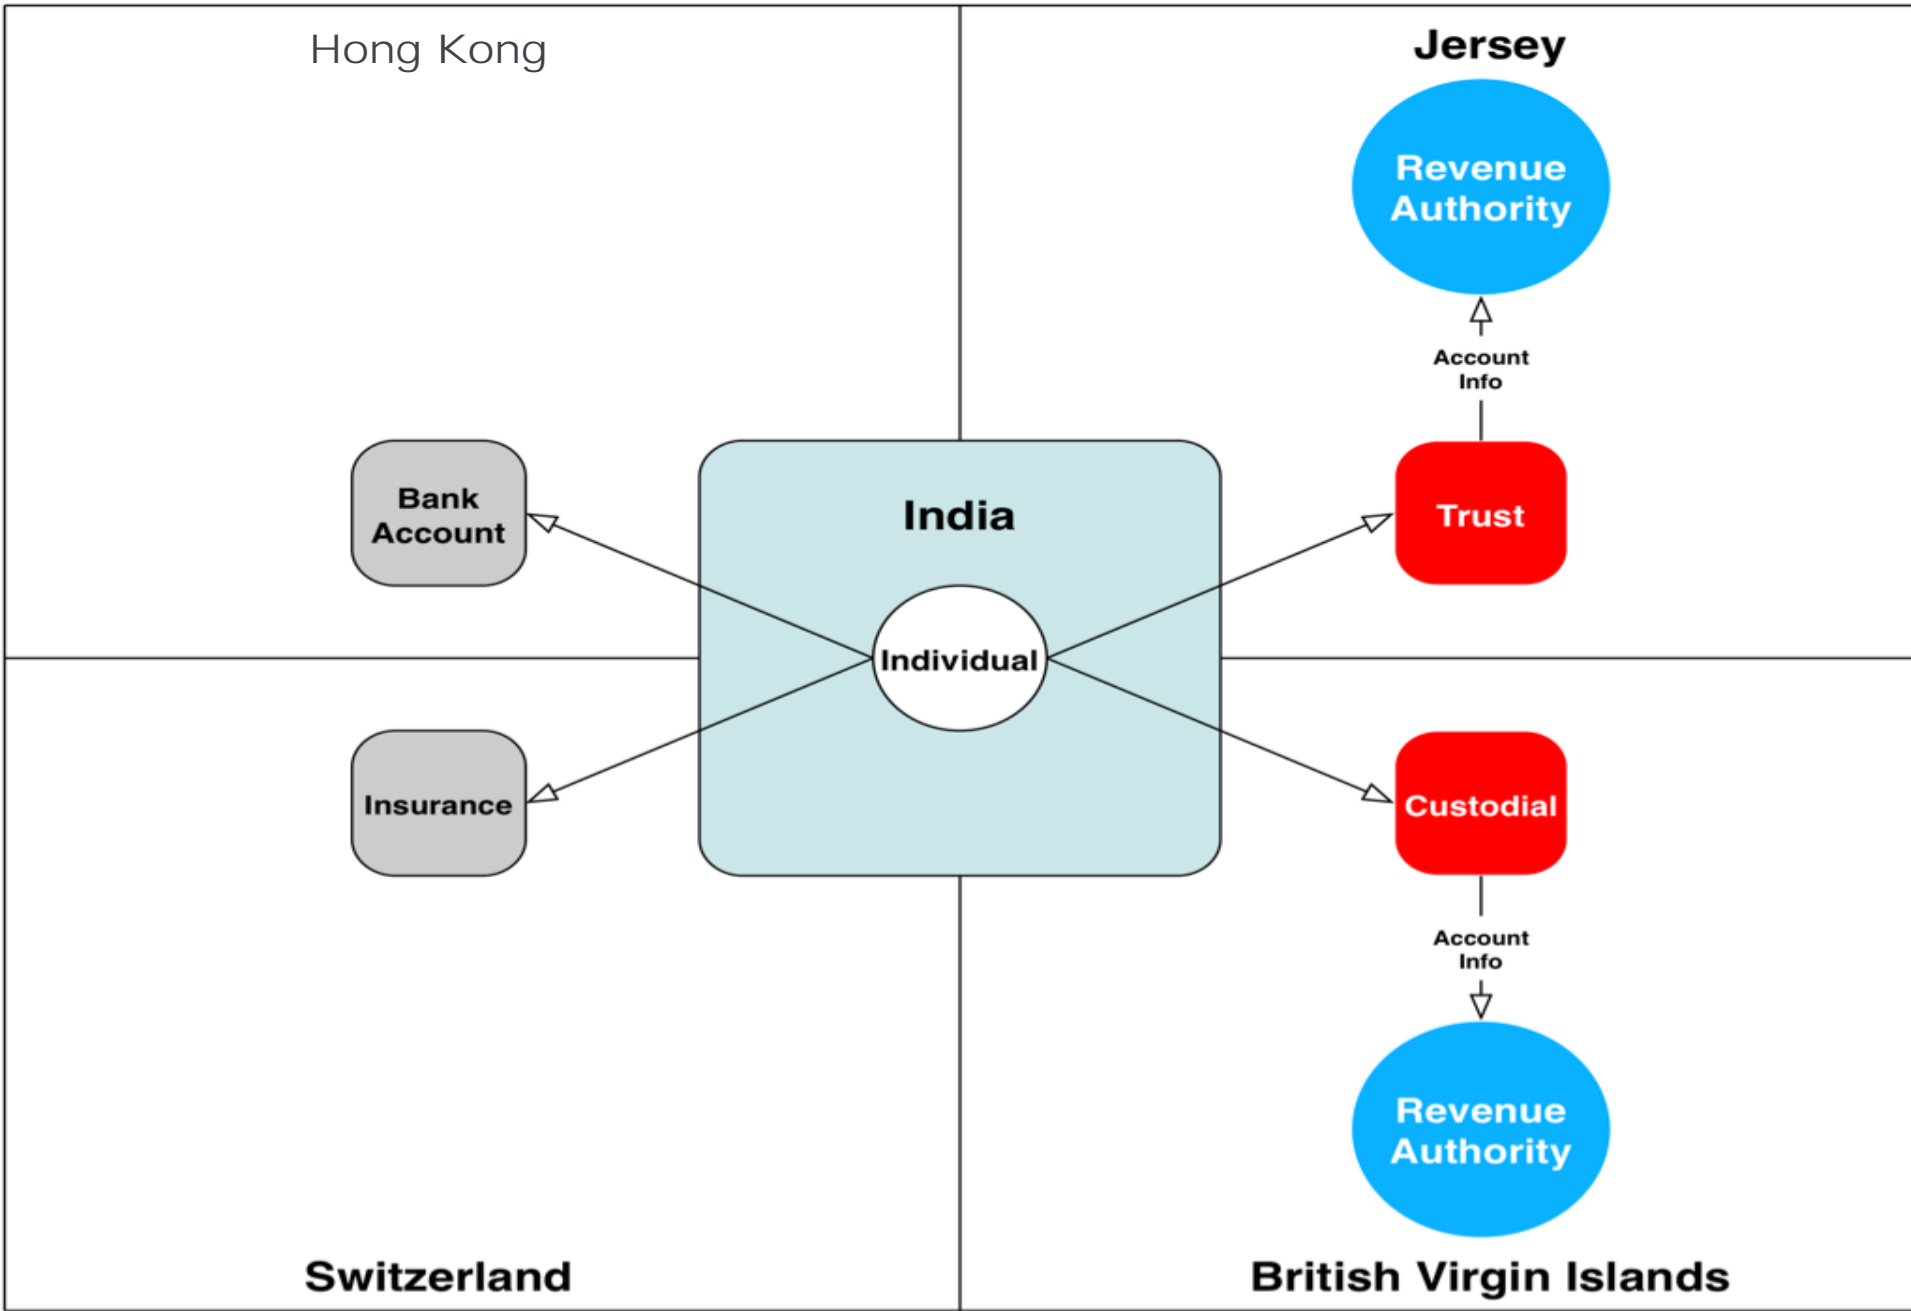 Hong Kong
Jersey
Revenue
Authority
Account
Info
Bank
Account
India
Trust
Individual
Insurance
Custodial
Account
Info
Revenue
Authority
Switzerland
British Virgin Islands